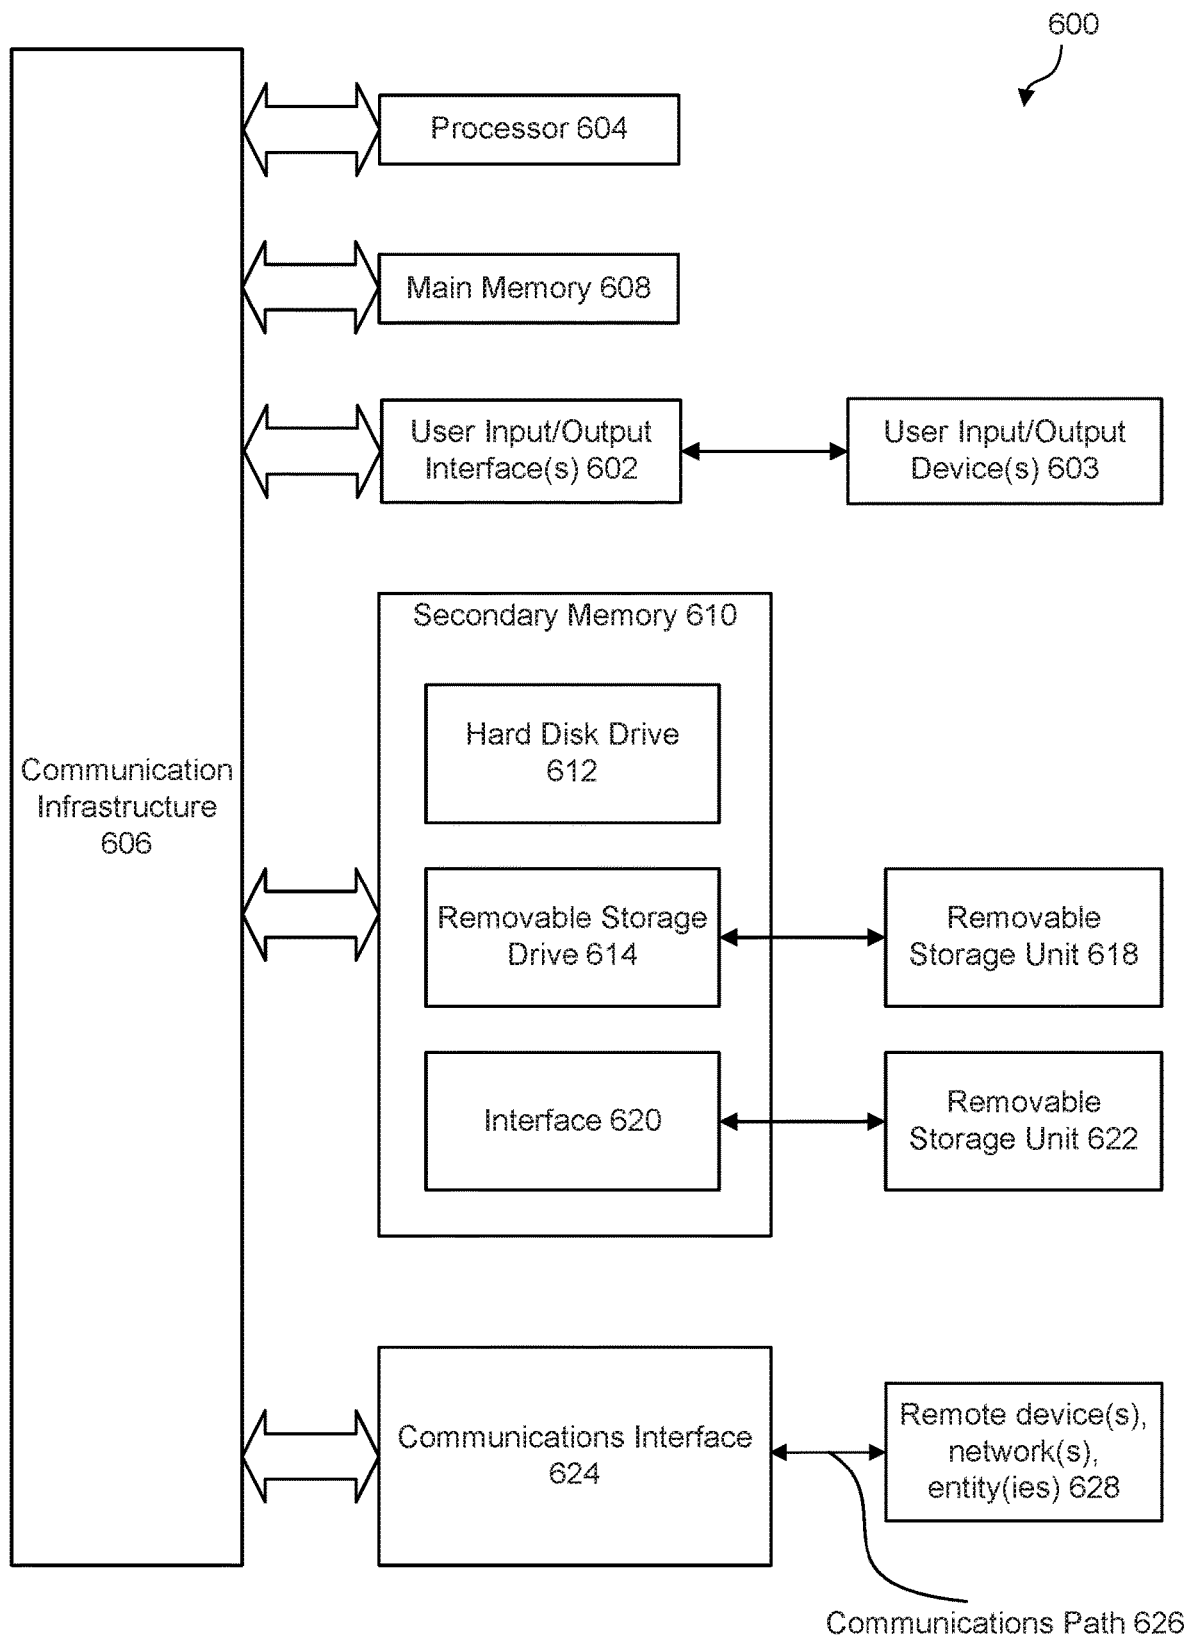 600
Processor 604
Main Memory 608
User Input/Output
Interface(s) 602
User Input/Output
Device(s) 603
Secondary Memory 610
Hard Disk Drive
612
Communication
Infrastructure
606
Removable Storage
Drive 614
Removable
Storage Unit 618
Interface 620
Removable
Storage Unit 622
Communications Interface
624
Remote device(s),
network(s),
entity(ies) 628
Communications Path 626